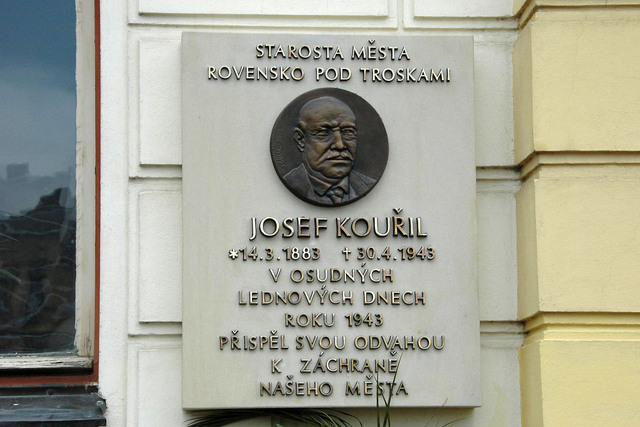 STAROSTA MĚSTA
ROVENSKO POD TROSKAMI
JOSEF KOUŘIL
*14.3.1883 †30.4.1943
V OSUDNÝCH
LEDNOVÝCH DNECH
ROKU 1943
PŘISPĚL SVOU ODVAHOU
K ZÁCHRANĚ
NAŠEHO MĚSTA